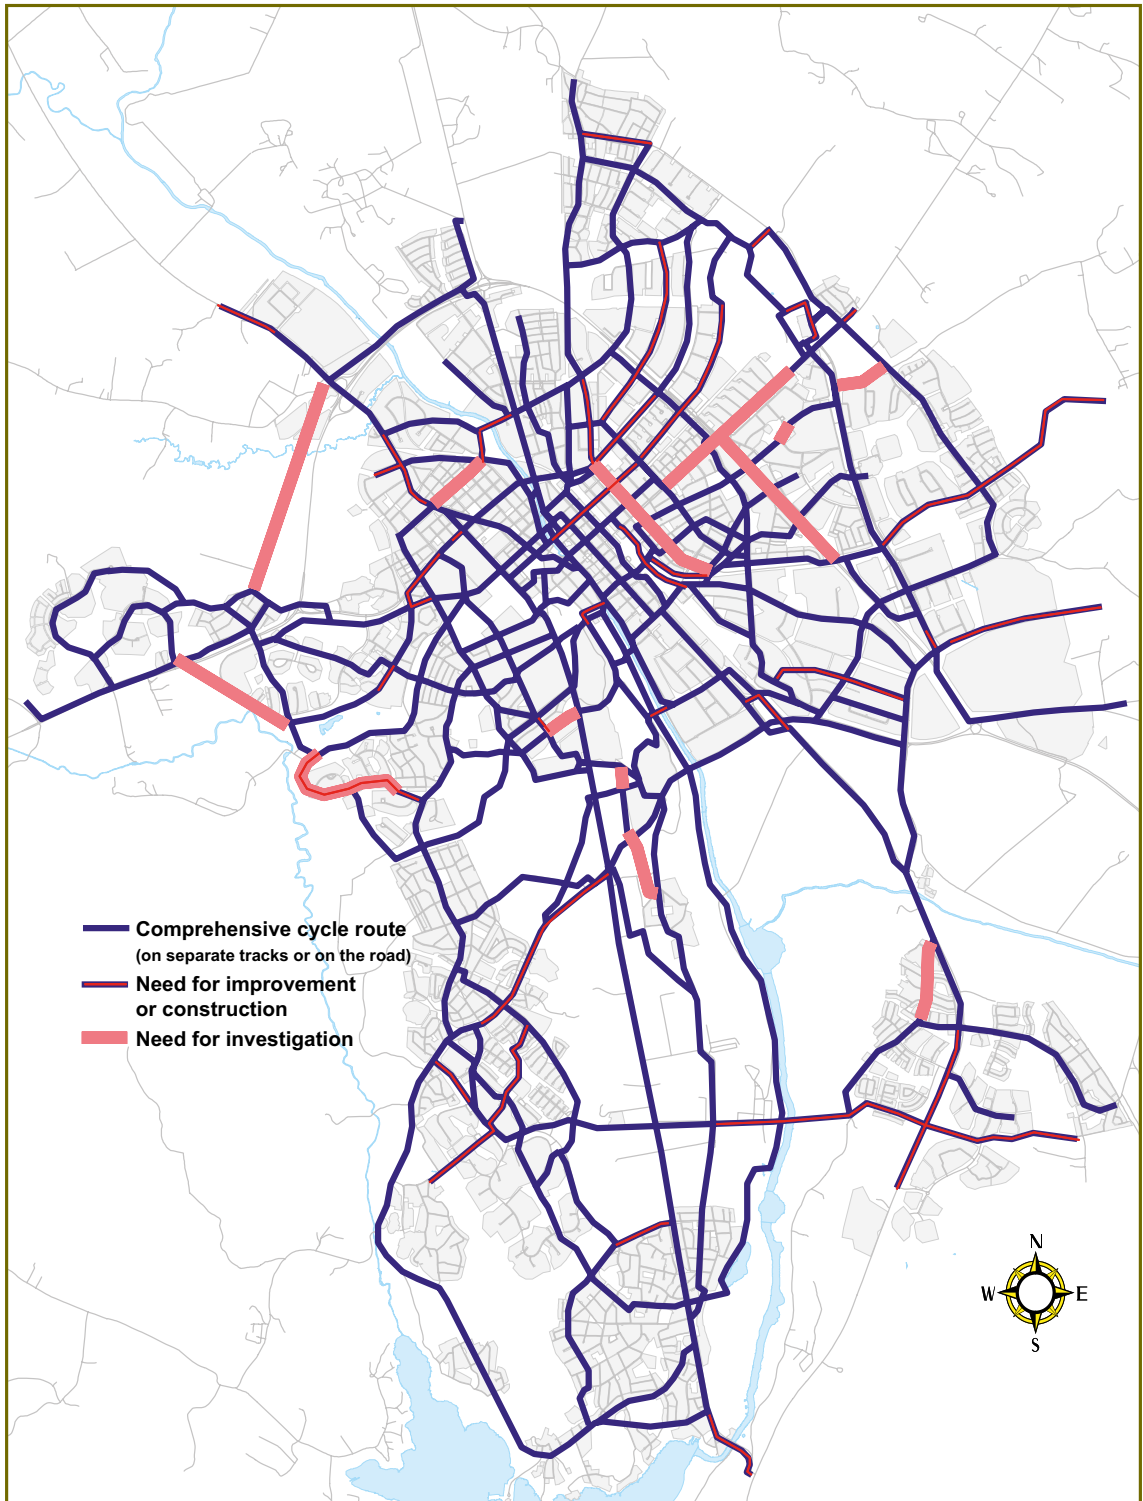 Comprehensive cycle route
(on separate tracks or on the road)
Need for improvement
or construction
Need for investigation
N
W E
S